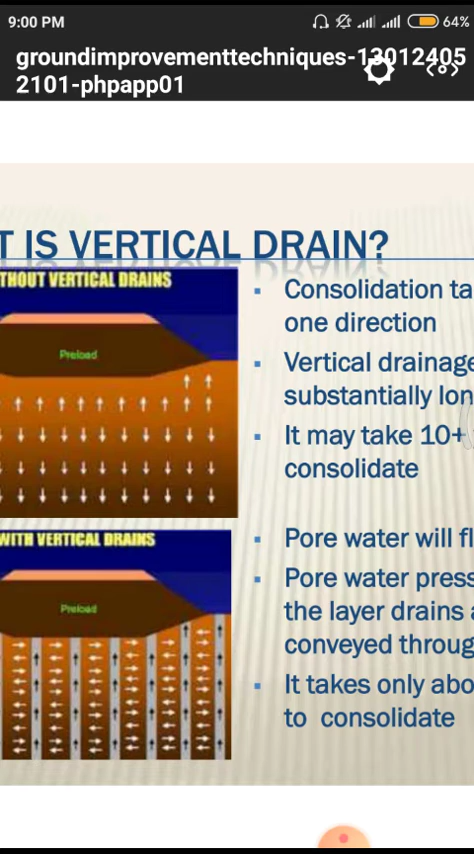 9:00 PM
64%
groundimprovementtechniques-13012405
2101-phpapp01
T IS VERTICAL DRAIN?
THOUT VERTICAL DRAINS
Preload
Consolidation ta
one direction
Vertical drainage
substantially lon
It may take 10+
consolidate
WITH VERTICAL DRAINS
Preload
Pore water will fl
Pore water press
the layer drains a
conveyed throug
It takes only abo
to consolidate